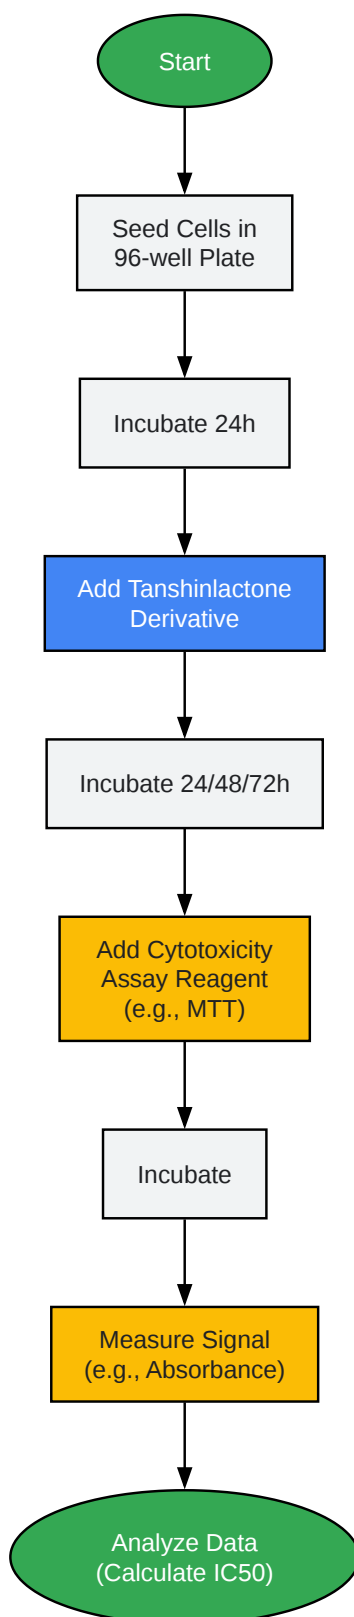 Start
Seed Cells in
96-well Plate
Incubate 24h
Add Tanshinlactone
Derivative
Incubate 24/48/72h
Add Cytotoxicity
Assay Reagent
(e.g., MTT)
Incubate
Measure Signal
(e.g., Absorbance)
Analyze Data
(Calculate IC50)